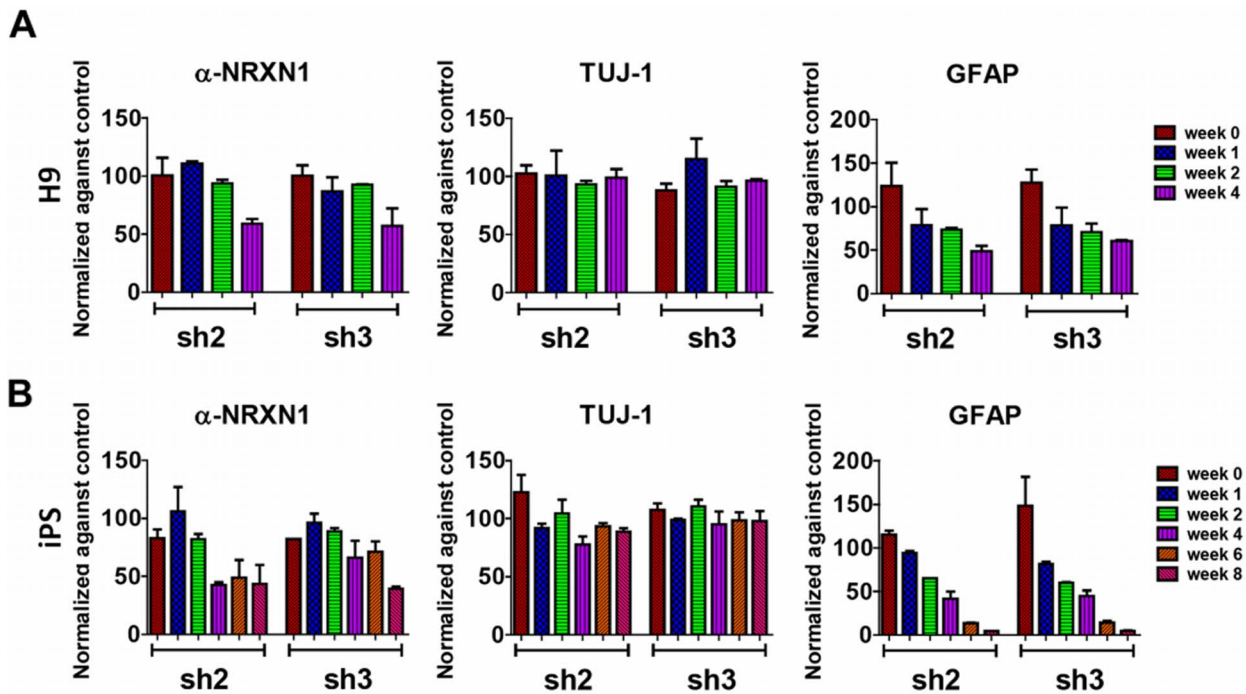 A
α-NRXN1
TUJ-1
GFAP
H9
Normalized against control
150
100
50
0
sh2
sh3
Normalized against control
150
100
50
0
sh2
sh3
Normalized against control
200
150
100
50
0
sh2
sh3
week 0
week 1
week 2
week 4
B
α-NRXN1
TUJ-1
GFAP
iPS
Normalized against control
150
100
50
0
sh2
sh3
Normalized against control
150
100
50
0
sh2
sh3
Normalized against control
200
150
100
50
0
sh2
sh3
week 0
week 1
week 2
week 4
week 6
week 8